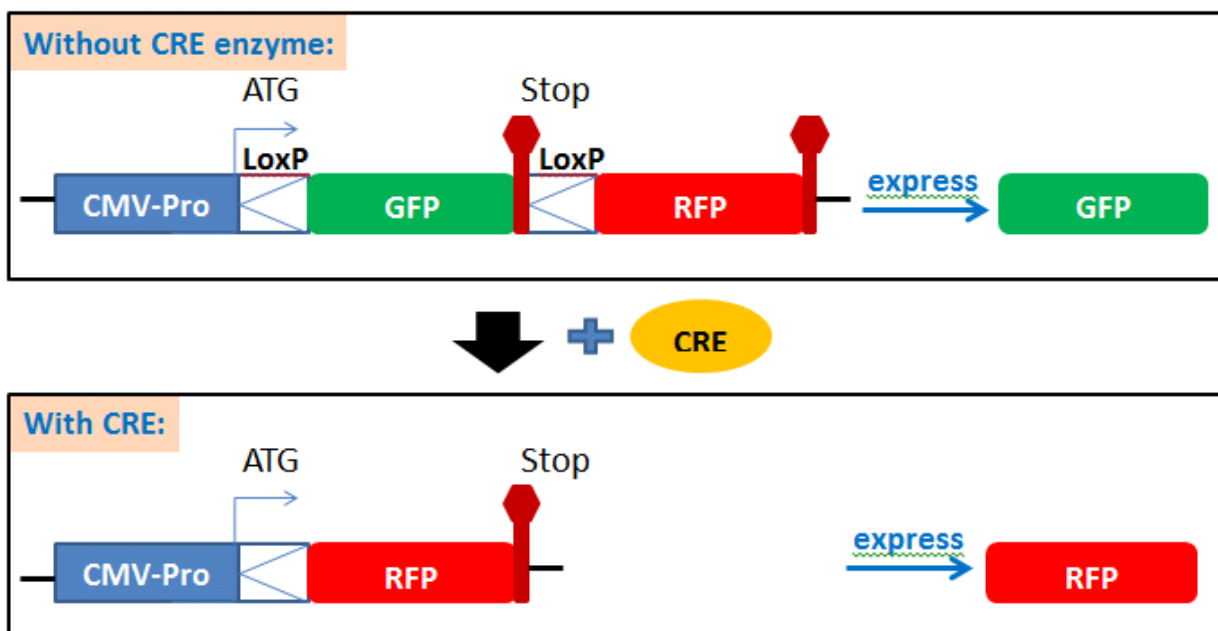 Without CRE enzyme:
ATG Stop
LoxP LoxP
CMV-Pro GFP RFP express GFP
CRE
With CRE:
ATG Stop
CMV-Pro RFP express RFP